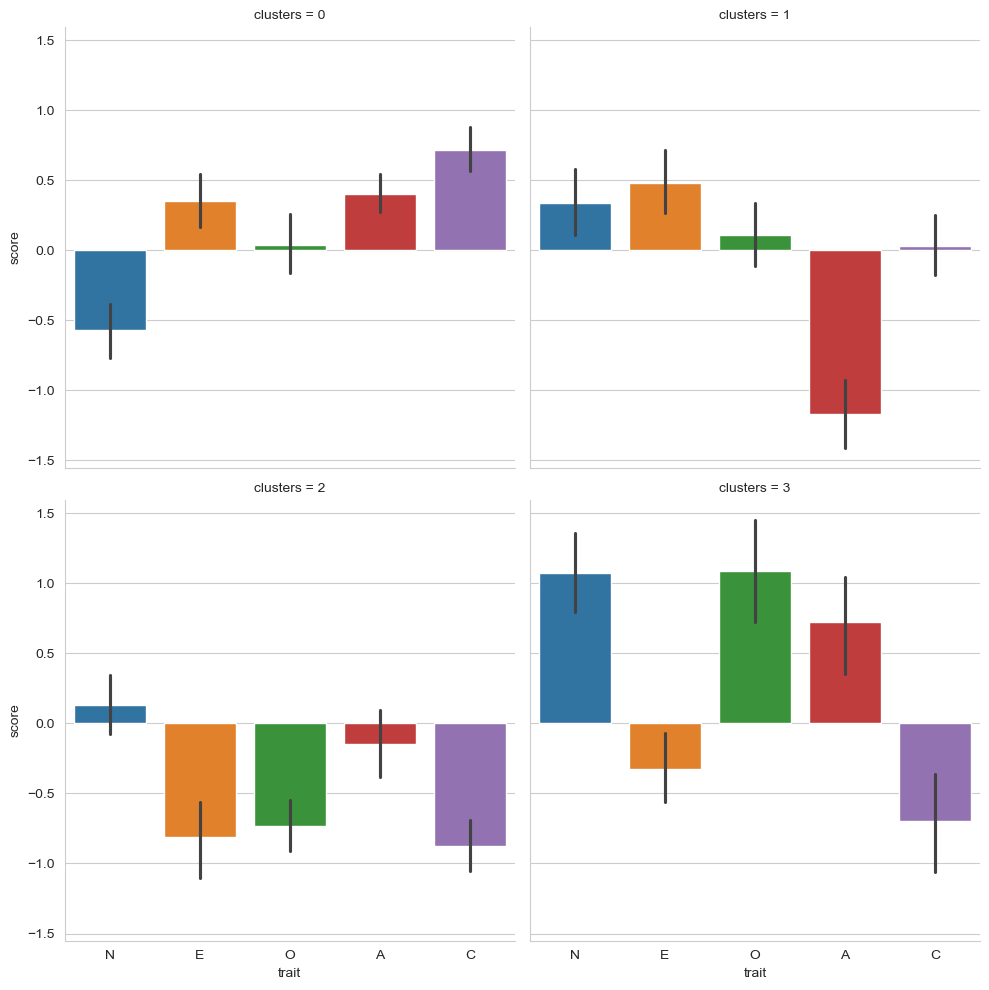 clusters = 0
clusters = 1
1.5
1.0
0.5
0.0
−0.5
−1.0
−1.5
score
clusters = 2
clusters = 3
1.5
1.0
0.5
0.0
−0.5
−1.0
−1.5
score
N E O A C
N E O A C
trait
trait